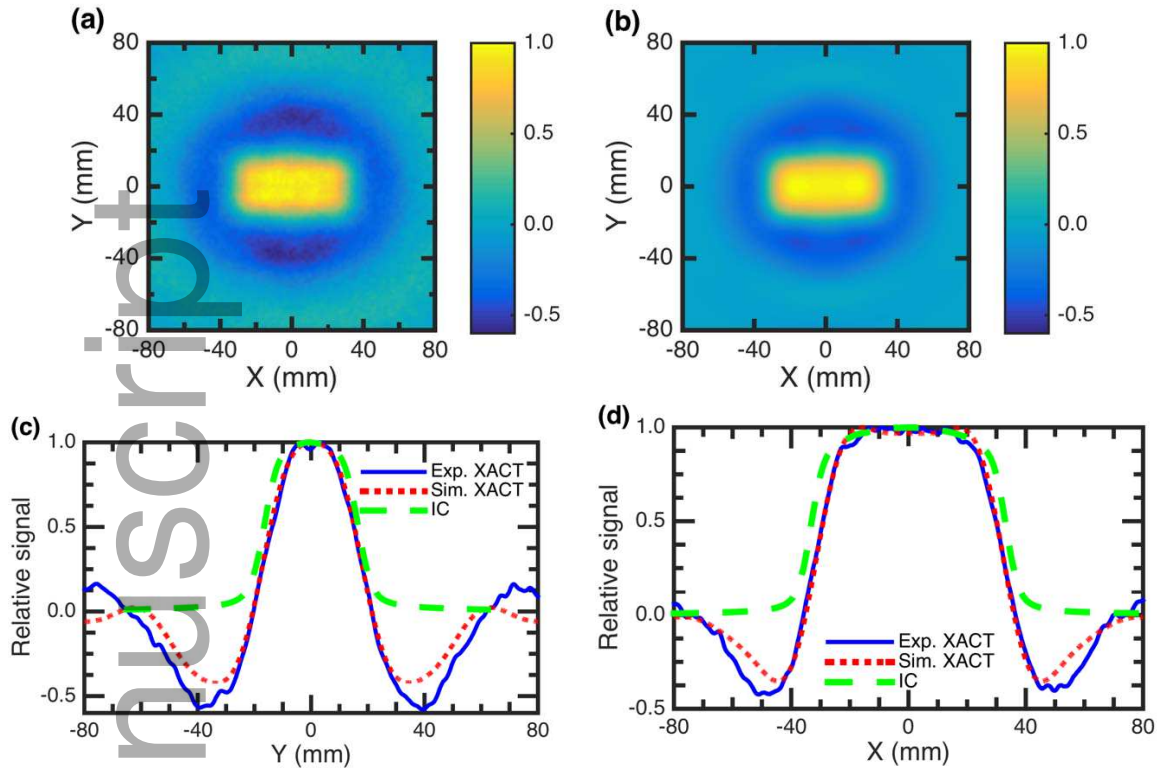 (a)
80
40
0
-40
-80
Y (mm)
-80 -40 0 40 80
X (mm)
1.0
0.5
0.0
-0.5
(b)
80
40
0
-40
-80
Y (mm)
-80 -40 0 40 80
X (mm)
1.0
0.5
0.0
-0.5
(c)
1.0
0.5
0.0
-0.5
Relative signal
Exp. XACT
Sim. XACT
IC
-80 -40 0 40 80
Y (mm)
(d)
1.0
0.5
0.0
-0.5
Relative signal
Exp. XACT
Sim. XACT
IC
-80 -40 0 40 80
X (mm)
nuscript